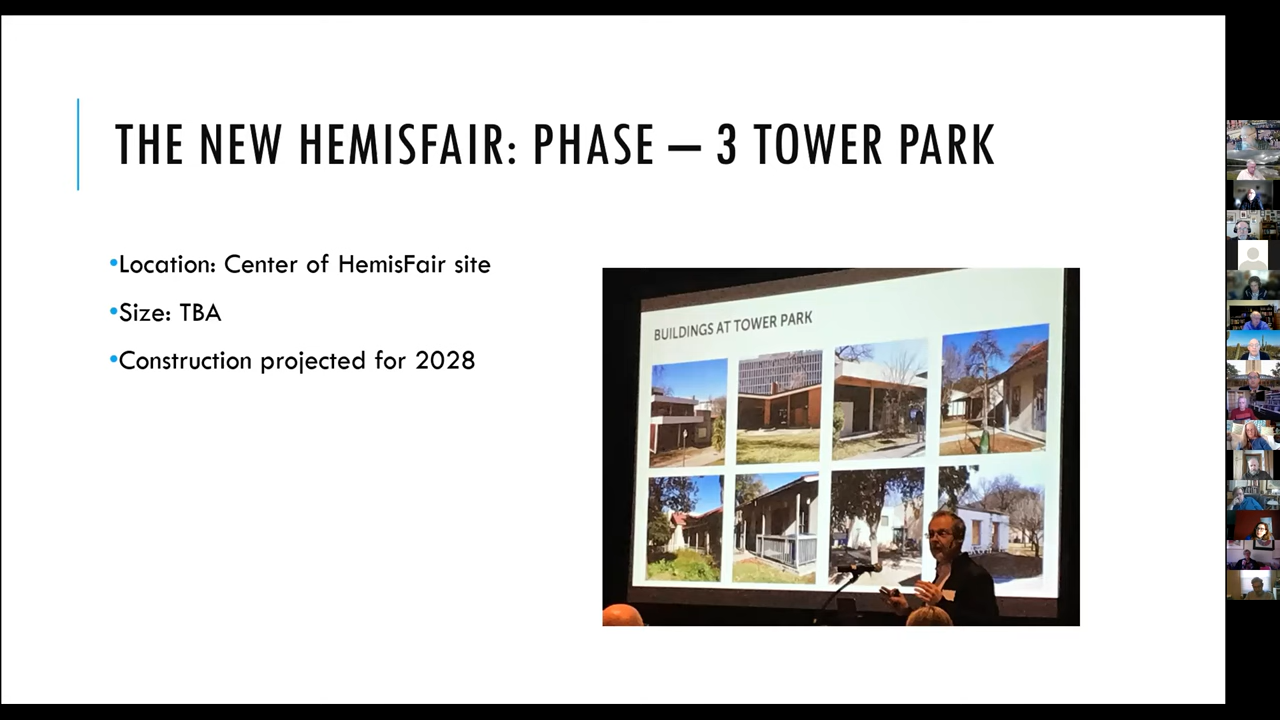 THE NEW HEMISFAIR: PHASE – 3 TOWER PARK
•Location: Center of HemisFair site
•Size: TBA
•Construction projected for 2028
BUILDINGS AT TOWER PARK